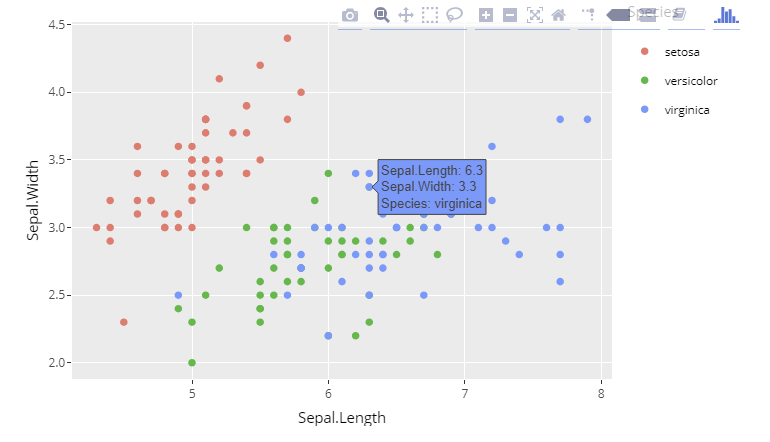 Species
4.5
setosa
versicolor
4.0
virginica
3.5
Sepal.Length: 6.3
Sepal.Width: 3.3
Species: virginica
Sepal.Width
3.0
2.5
2.0
5 6 7 8
Sepal.Length